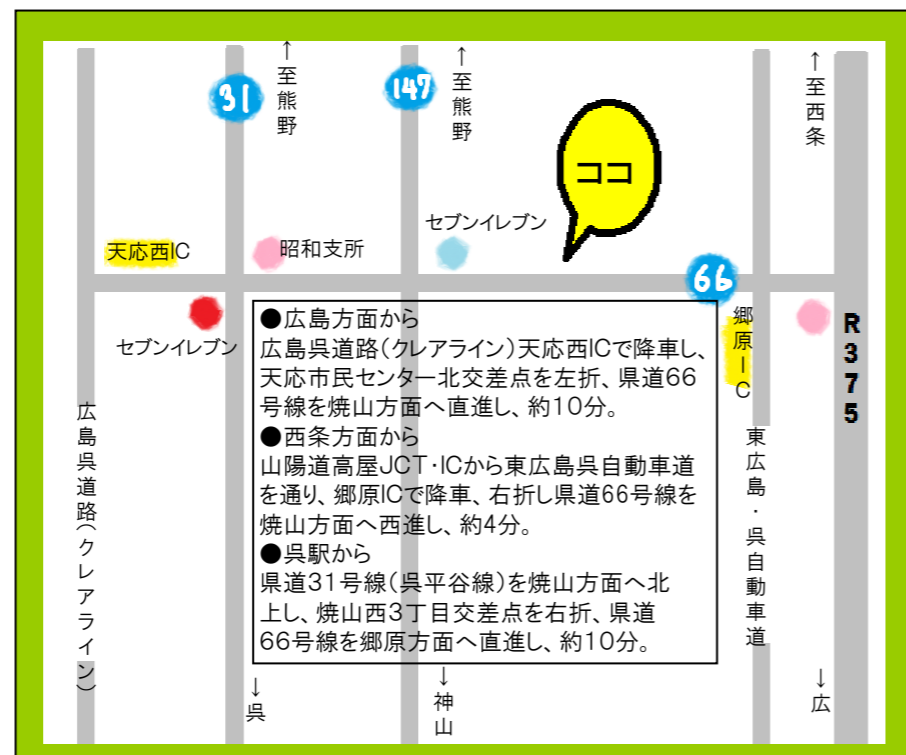 ↑至熊野
↑至熊野
↑至西条
31
147
ココ
セブンイレブン
天応西IC
昭和支所
66
セブンイレブン
郷原IC
R375
●広島方面から
広島呉道路(クレアライン)天応西ICで降車し、
天応市民センター北交差点を左折、県道66
号線を焼山方面へ直進し、約10分。
●西条方面から
山陽道高屋JCT・ICから東広島呉自動車道
を通り、郷原ICで降車、右折し県道66号線を
焼山方面へ西進し、約4分。
●呉駅から
県道31号線(呉平谷線)を焼山方面へ北
上し、焼山西3丁目交差点を右折、県道
66号線を郷原方面へ直進し、約10分。
広島呉道路(クレアライン)
東広島・呉自動車道
↓呉
↓神山
↓広